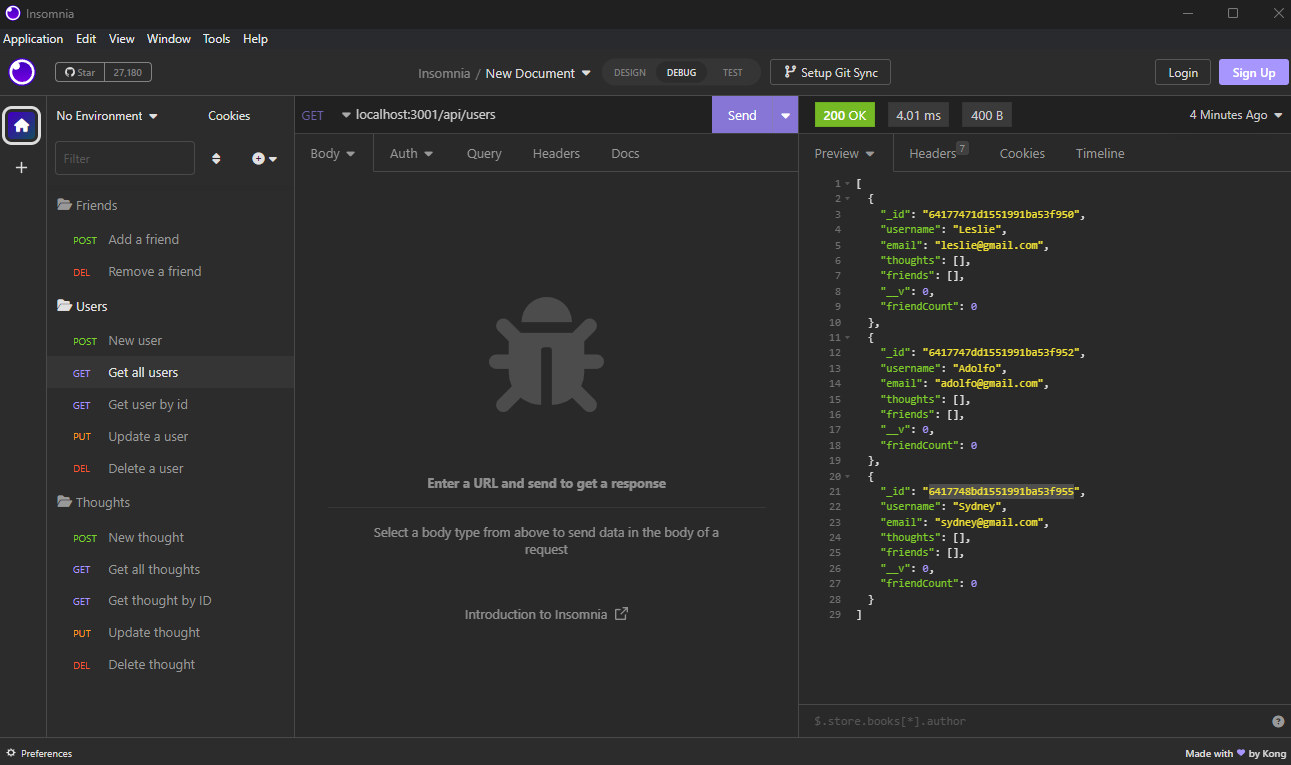 Insomnia
Application Edit View Window Tools Help
Star 27,180
Insomnia / New Document
DESIGN DEBUG TEST
Setup Git Sync
Login
Sign Up
No Environment
Cookies
Filter
Friends
POST Add a friend
DEL Remove a friend
Users
POST New user
GET Get all users
GET Get user by id
PUT Update a user
DEL Delete a user
Thoughts
POST New thought
GET Get all thoughts
GET Get thought by ID
PUT Update thought
DEL Delete thought
GET localhost:3001/api/users
Send
Body Auth Query Headers Docs
Enter a URL and send to get a response
Select a body type from above to send data in the body of a
request
Introduction to Insomnia
200 OK 4.01 ms 400 B
4 Minutes Ago
Preview Headers 7 Cookies Timeline
1 [
2 {
3 "_id": "64177471d1551991ba53f950",
4 "username": "Leslie",
5 "email": "leslie@gmail.com",
6 "thoughts": [],
7 "friends": [],
8 "__v": 0,
9 "friendCount": 0
10 },
11 {
12 "_id": "6417747dd1551991ba53f952",
13 "username": "Adolfo",
14 "email": "adolfo@gmail.com",
15 "thoughts": [],
16 "friends": [],
17 "__v": 0,
18 "friendCount": 0
19 },
20 {
21 "_id": "6417748bd1551991ba53f955",
22 "username": "Sydney",
23 "email": "sydney@gmail.com",
24 "thoughts": [],
25 "friends": [],
26 "__v": 0,
27 "friendCount": 0
28 }
29 ]
$.store.books[*].author
?
Preferences
Made with by Kong